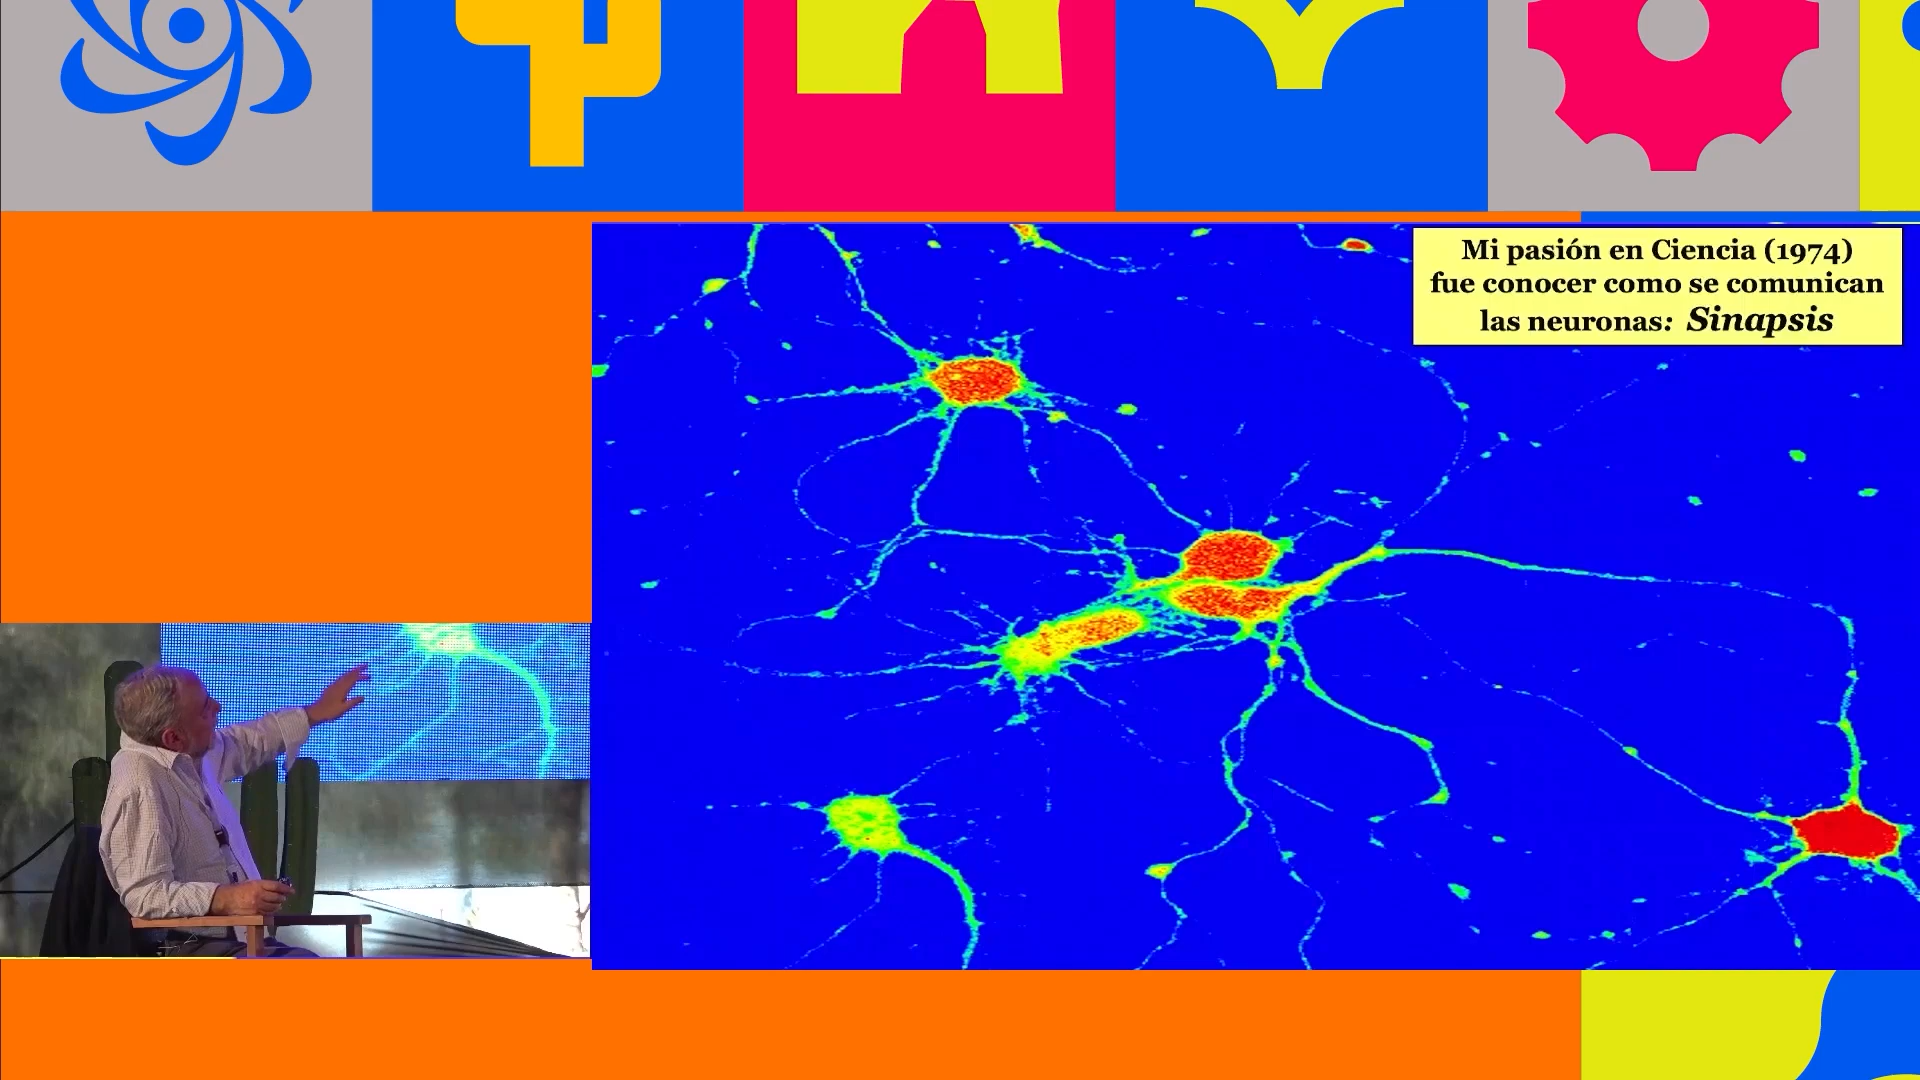 Mi pasión en Ciencia (1974)
fue conocer como se comunican
las neuronas: Sinapsis